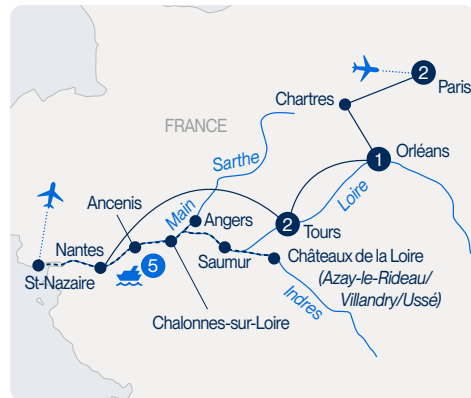 2
Paris
Chartres
FRANCE
1
Orléans
Sarthe
Ancenis
Main
Angers
2
Tours
Loire
Nantes
5
Saumur
St-Nazaire
Châteaux de la Loire
(Azay-le-Rideau/
Villandry/Ussé)
Chalonnes-sur-Loire
Indres